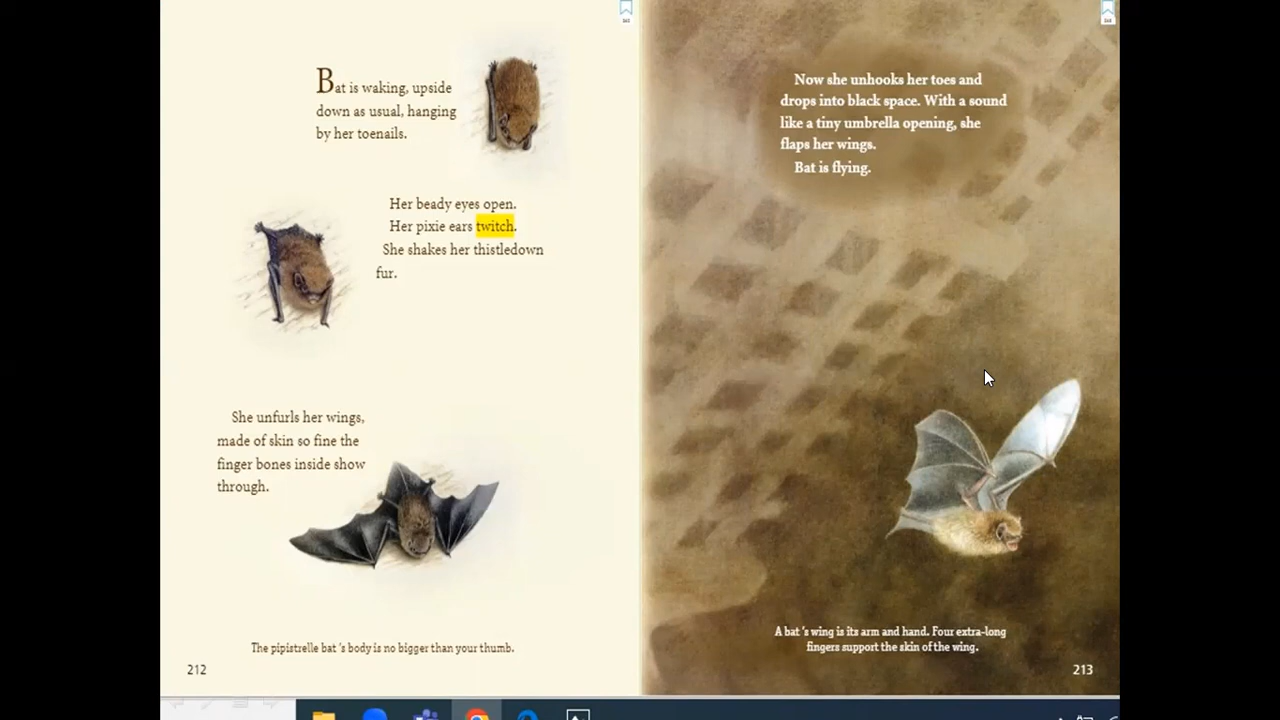 Bat is waking, upside
down as usual, hanging
by her toenails.
Her beady eyes open.
Her pixie ears twitch.
She shakes her thistledown
fur.
She unfurls her wings,
made of skin so fine the
finger bones inside show
through.
The pipistrelle bat 's body is no bigger than your thumb.
212
Now she unhooks her toes and
drops into black space. With a sound
like a tiny umbrella opening, she
flaps her wings.
Bat is flying.
A bat 's wing is its arm and hand. Four extra-long
fingers support the skin of the wing.
213